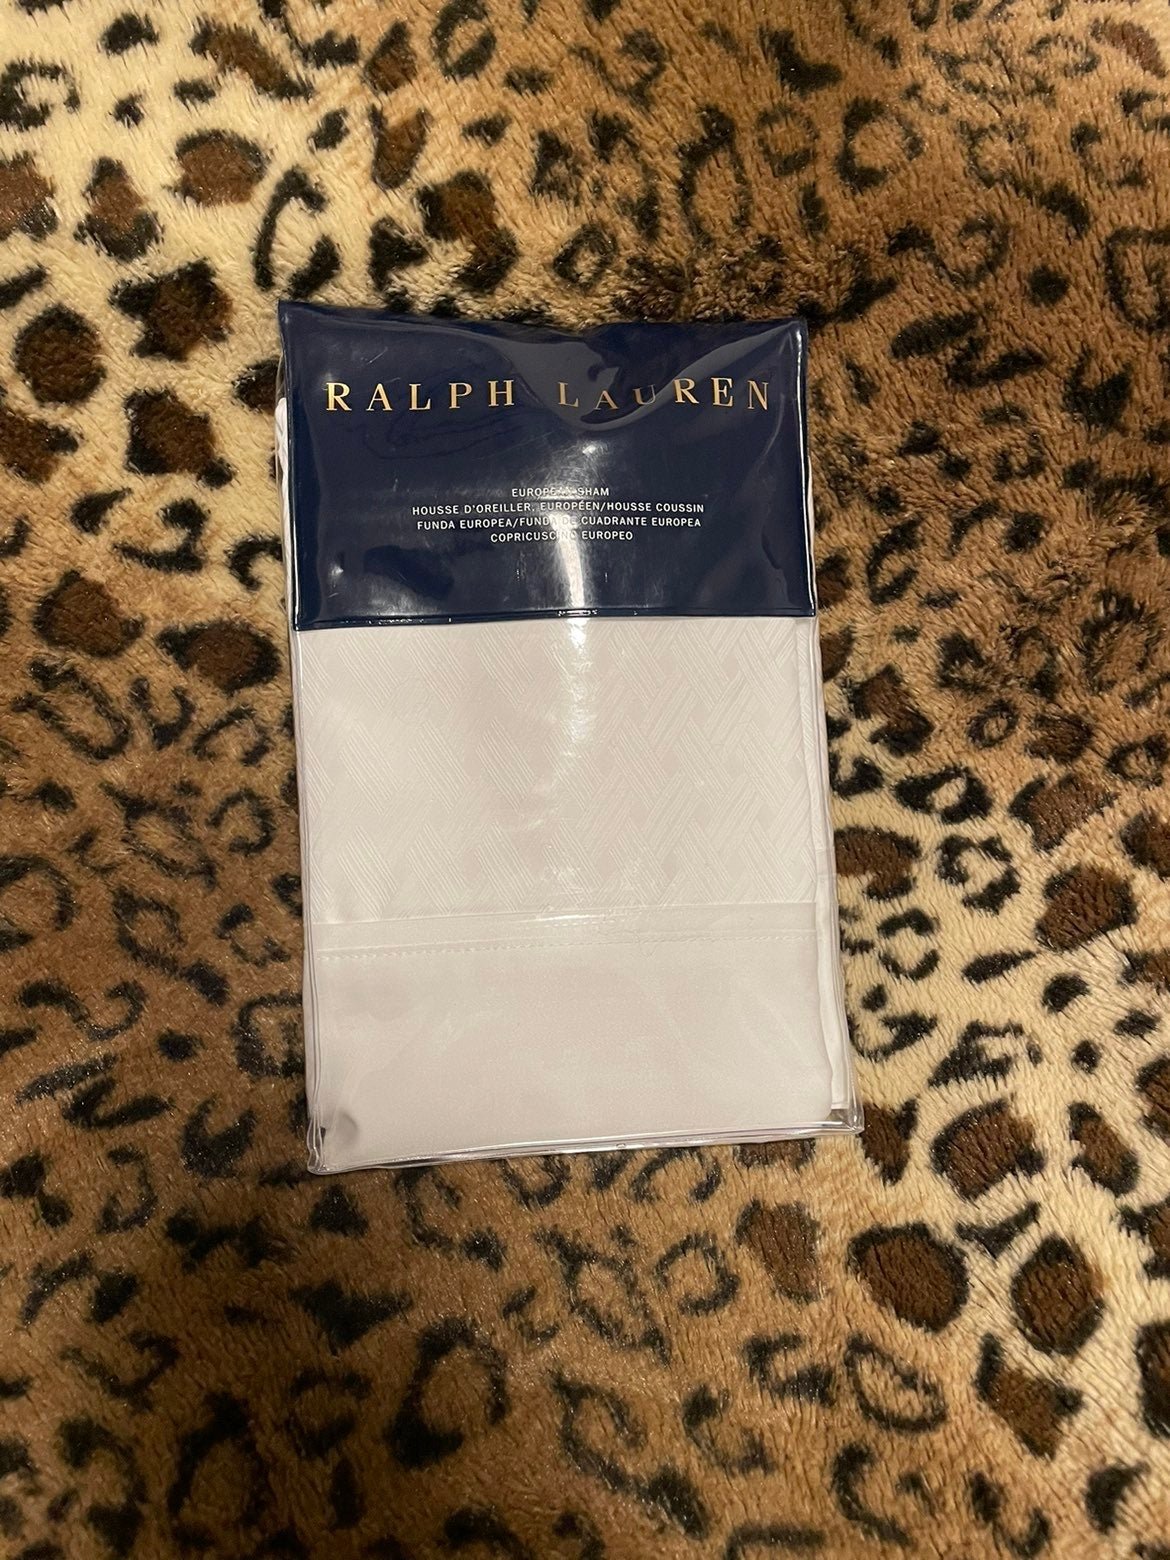 RALPH LAUREN
EUROPEAN SHAM
HOUSSE D'OREILLER, EUROPÉEN/HOUSSE COUSSIN
FUNDA EUROPEA/FUNDA DE CUADRANTE EUROPEA
COPRICUSCINO EUROPEO